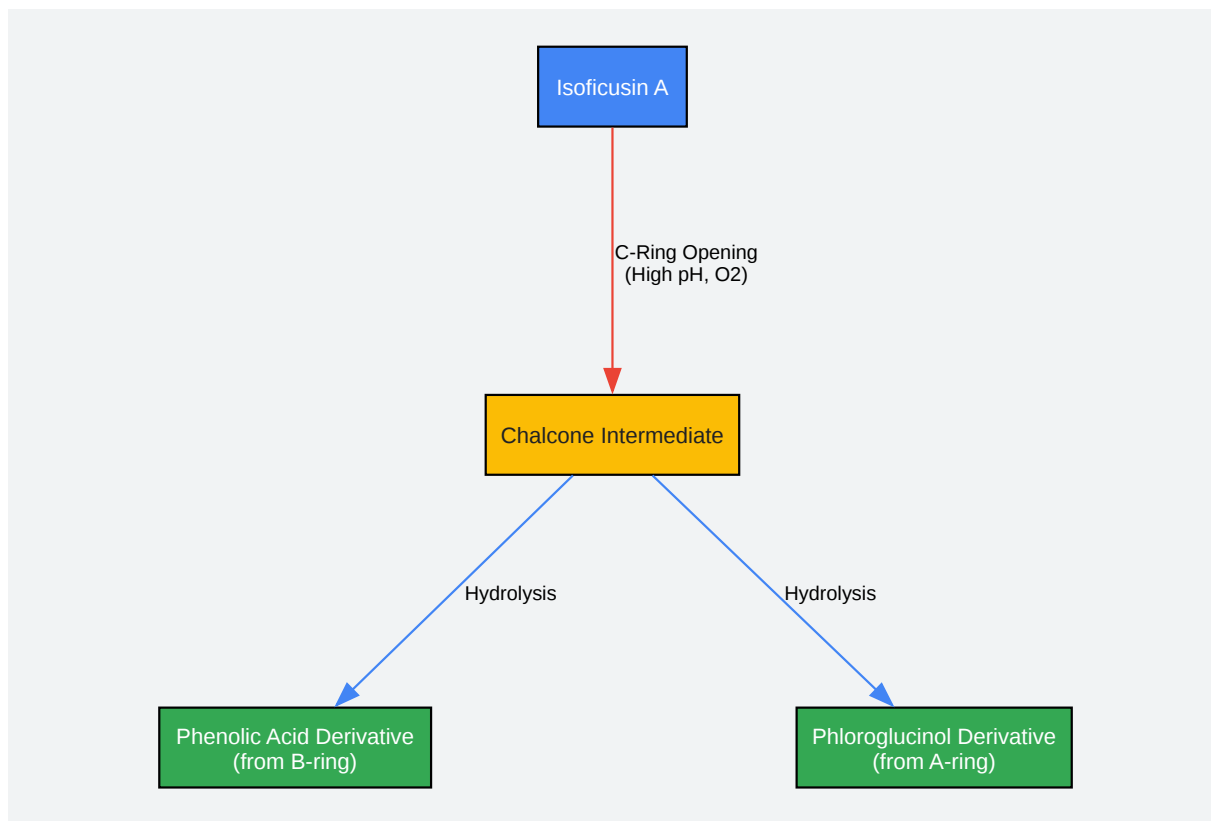 Isoficusin A
C-Ring Opening
(High pH, O2)
Chalcone Intermediate
Hydrolysis
Hydrolysis
Phenolic Acid Derivative
(from B-ring)
Phloroglucinol Derivative
(from A-ring)